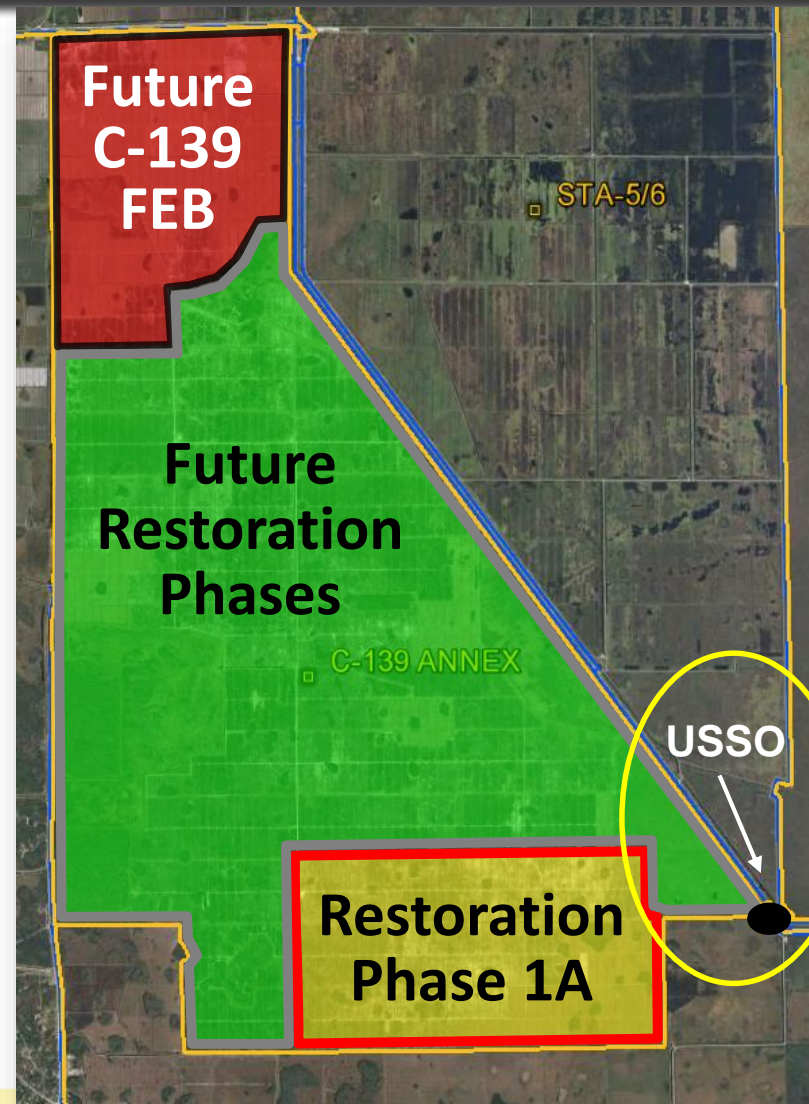 Future
C-139
FEB
STA-5/6
Future
Restoration
Phases
C-139 ANNEX
USSO
Restoration
Phase 1A